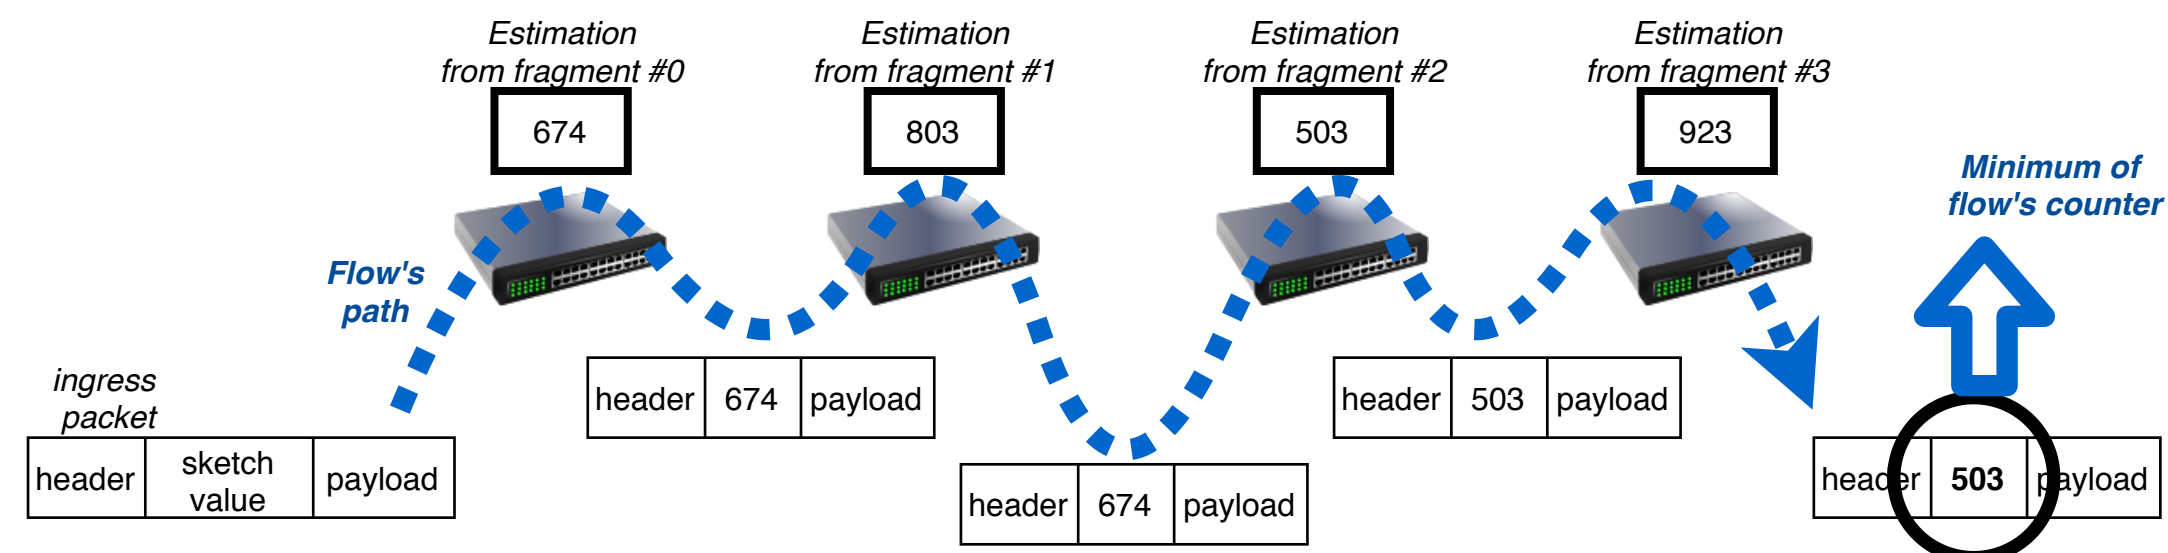 Estimation
from fragment #0
674
Estimation
from fragment #1
803
Estimation
from fragment #2
503
Estimation
from fragment #3
923
Minimum of
flow's counter
Flow's
path
ingress
packet
header
sketch
value
payload
header
674
payload
header
674
payload
header
503
payload
header
503
payload